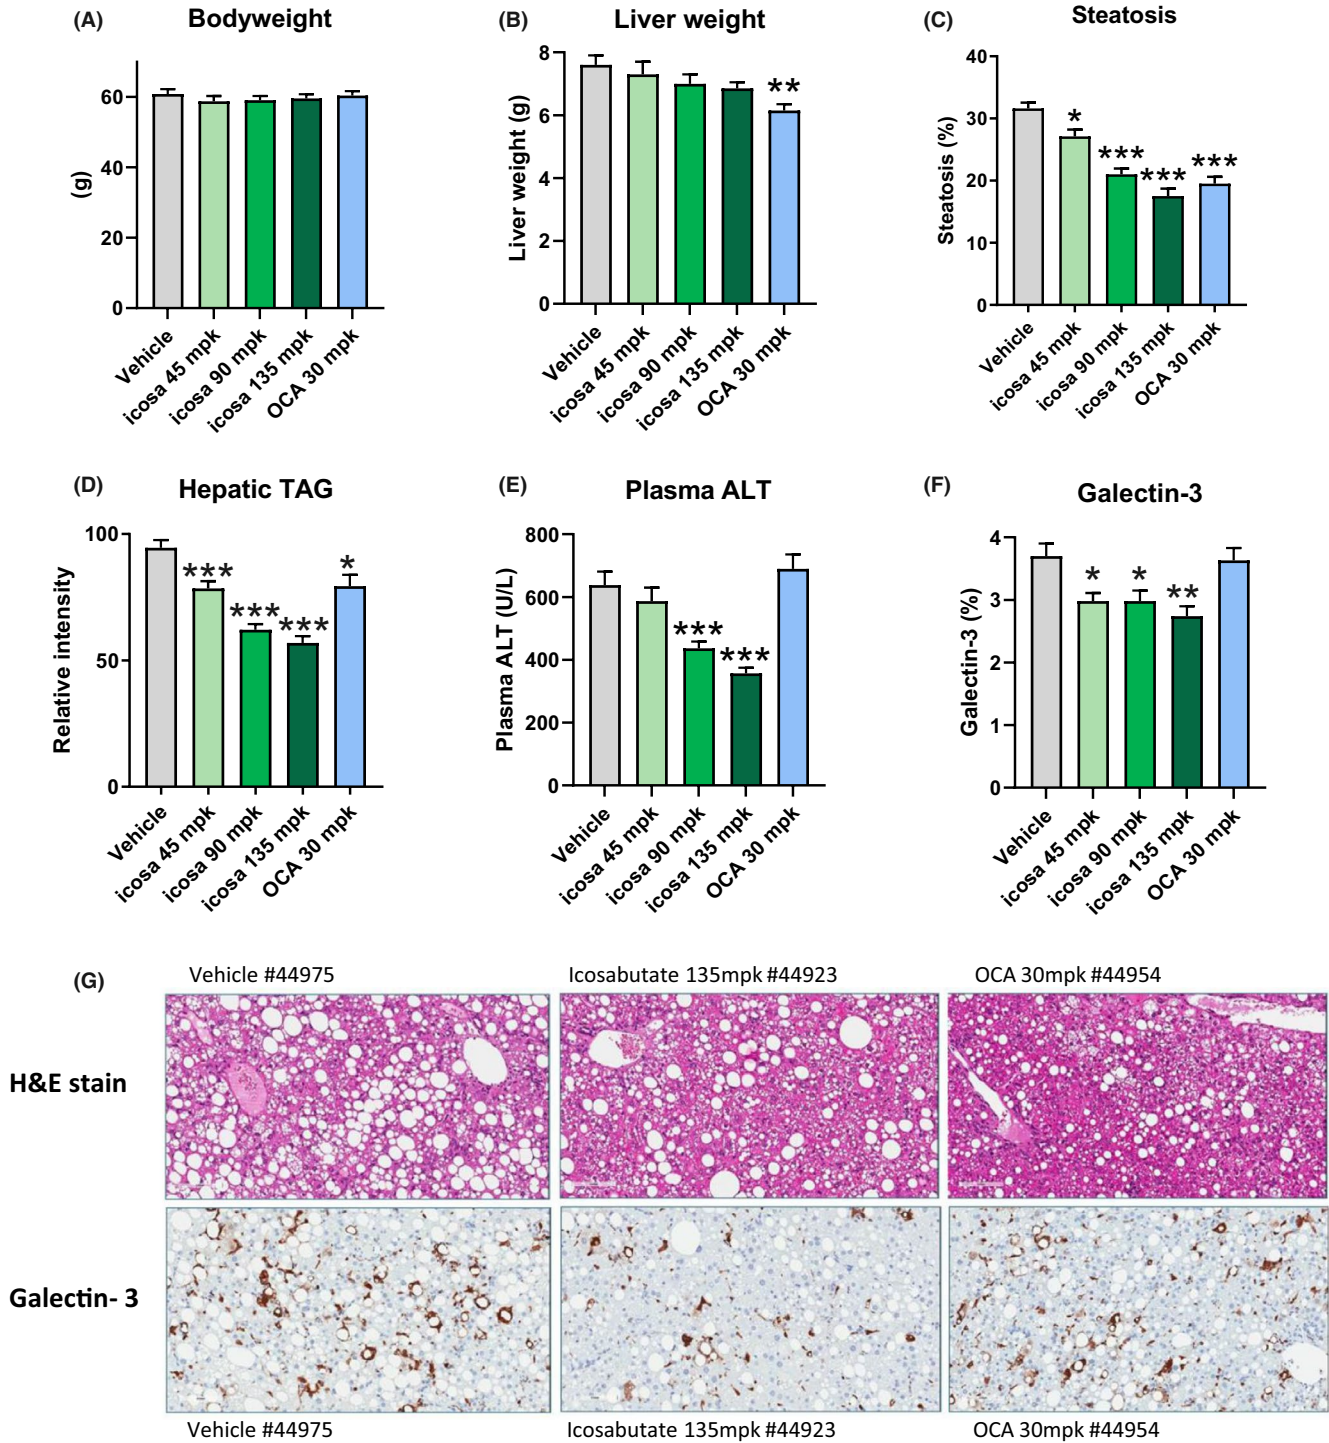 (A) Bodyweight
(g)
60
40
20
0
Vehicle
icosa 45 mpk
icosa 90 mpk
icosa 135 mpk
OCA 30 mpk
(B) Liver weight
Liver weight (g)
8
6
4
2
0
**
Vehicle
icosa 45 mpk
icosa 90 mpk
icosa 135 mpk
OCA 30 mpk
(C) Steatosis
Steatosis (%)
40
30
20
10
0
*
***
***
***
Vehicle
icosa 45 mpk
icosa 90 mpk
icosa 135 mpk
OCA 30 mpk
(D) Hepatic TAG
Relative intensity
100
50
0
***
***
***
*
Vehicle
icosa 45 mpk
icosa 90 mpk
icosa 135 mpk
OCA 30 mpk
(E) Plasma ALT
Plasma ALT (U/L)
800
600
400
200
0
***
***
Vehicle
icosa 45 mpk
icosa 90 mpk
icosa 135 mpk
OCA 30 mpk
(F) Galectin-3
Galectin-3 (%)
4
3
2
1
0
*
*
**
Vehicle
icosa 45 mpk
icosa 90 mpk
icosa 135 mpk
OCA 30 mpk
(G)
Vehicle #44975
Icosabutate 135mpk #44923
OCA 30mpk #44954
H&E stain
Galectin- 3
Vehicle #44975
Icosabutate 135mpk #44923
OCA 30mpk #44954